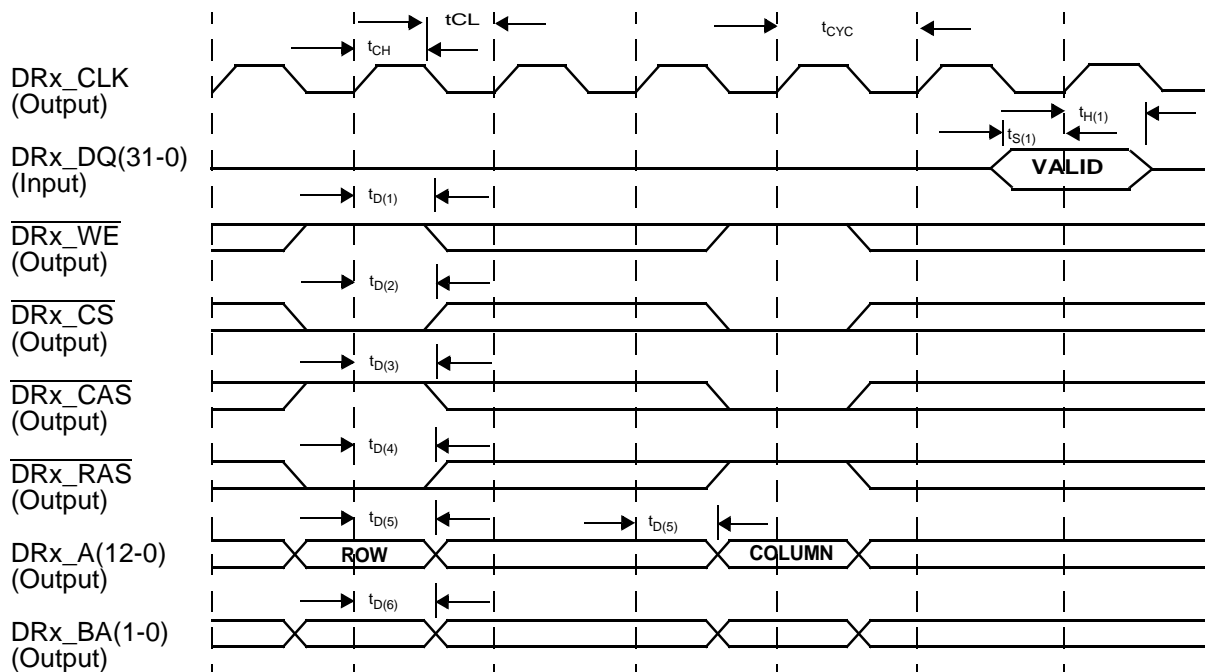 tCL
tCH
tCYC
DRx_CLK
(Output)
tH(1)
tS(1)
DRx_DQ(31-0)
(Input)
VALID
tD(1)
DRx_WE
(Output)
tD(2)
DRx_CS
(Output)
tD(3)
DRx_CAS
(Output)
tD(4)
DRx_RAS
(Output)
tD(5) tD(5)
DRx_A(12-0) ROW COLUMN
(Output)
tD(6)
DRx_BA(1-0)
(Output)